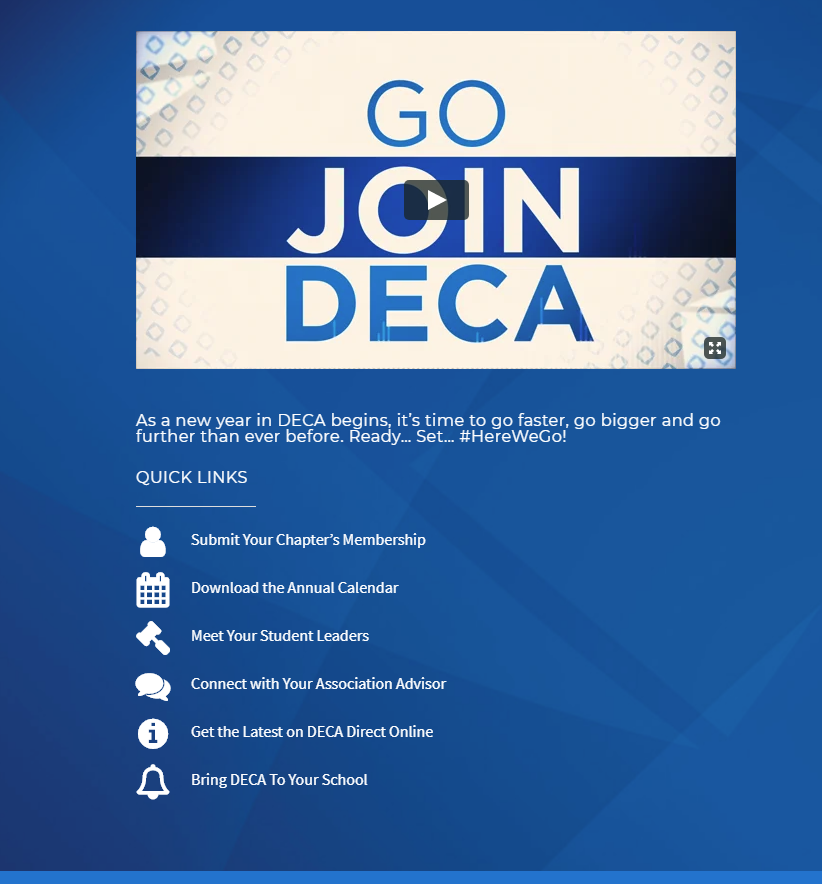 GO
JOIN
DECA
As a new year in DECA begins, it’s time to go faster, go bigger and go
further than ever before. Ready... Set... #HereWeGo!
QUICK LINKS
Submit Your Chapter’s Membership
Download the Annual Calendar
Meet Your Student Leaders
Connect with Your Association Advisor
Get the Latest on DECA Direct Online
Bring DECA To Your School